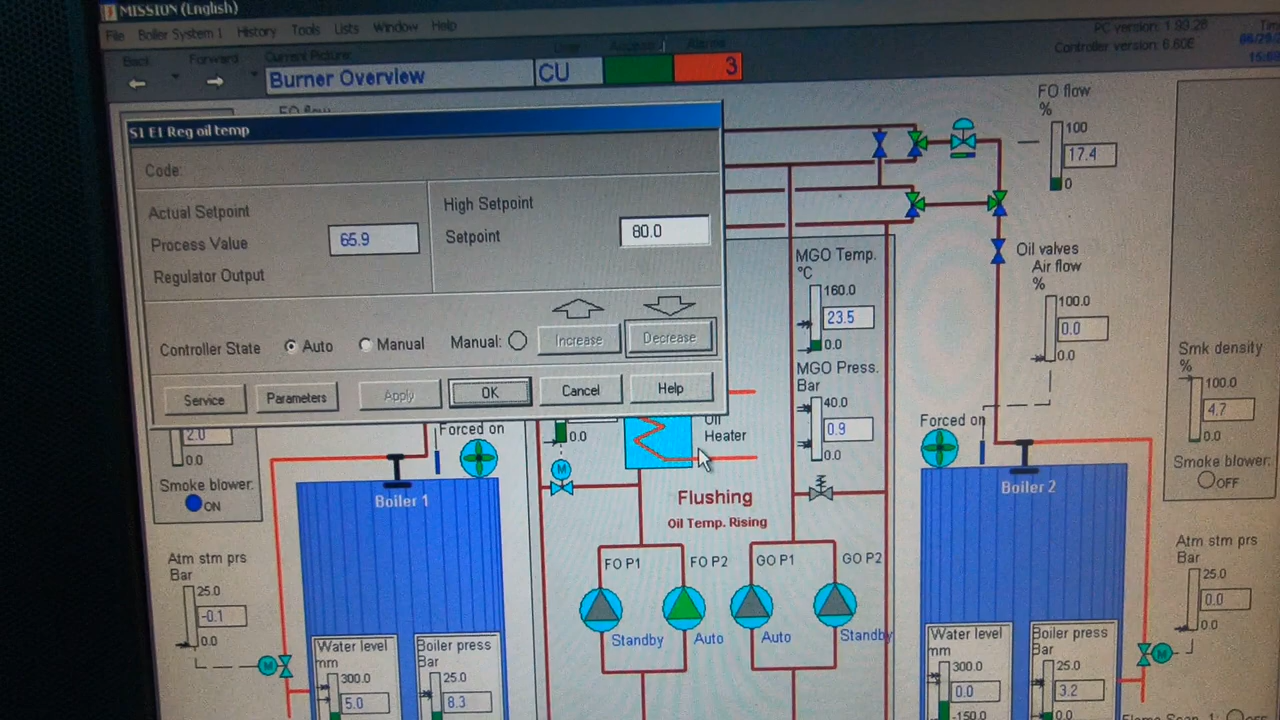 MISSION (English)
File Boiler System 1 History Tools Lists Window Help
PC version: 1.90.26
Controller version: 6.60E
Back Forward Current Picture User Access Alarms
Burner Overview CU 3
FO flow
S1 E1 Reg oil temp
Code:
Actual Setpoint
Process Value 65.9
Regulator Output
High Setpoint
Setpoint 80.0
Controller State Auto Manual Manual: Increase Decrease
Service Parameters Apply OK Cancel Help
FO flow
%
100
17.4
0
MGO Temp.
°C
160.0
23.5
0.0
MGO Press.
Bar
40.0
0.9
0.0
Oil valves
Air flow
%
100.0
0.0
0.0
Smk density
%
100.0
4.7
0.0
Smoke blower:
OFF
2.0
0.0
Smoke blower:
ON
Forced on
0.0
Oil
Heater
Forced on
Boiler 1
Flushing
Oil Temp. Rising
Boiler 2
FO P1 FO P2 GO P1 GO P2
Standby Auto Auto Standby
Atm stm prs
Bar
25.0
-0.1
0.0
Water level
mm
300.0
5.0
Boiler press
Bar
25.0
8.3
Water level
mm
300.0
0.0
-150.0
Boiler press
Bar
25.0
3.2
0.0
Atm stm prs
Bar
25.0
0.0
0.0